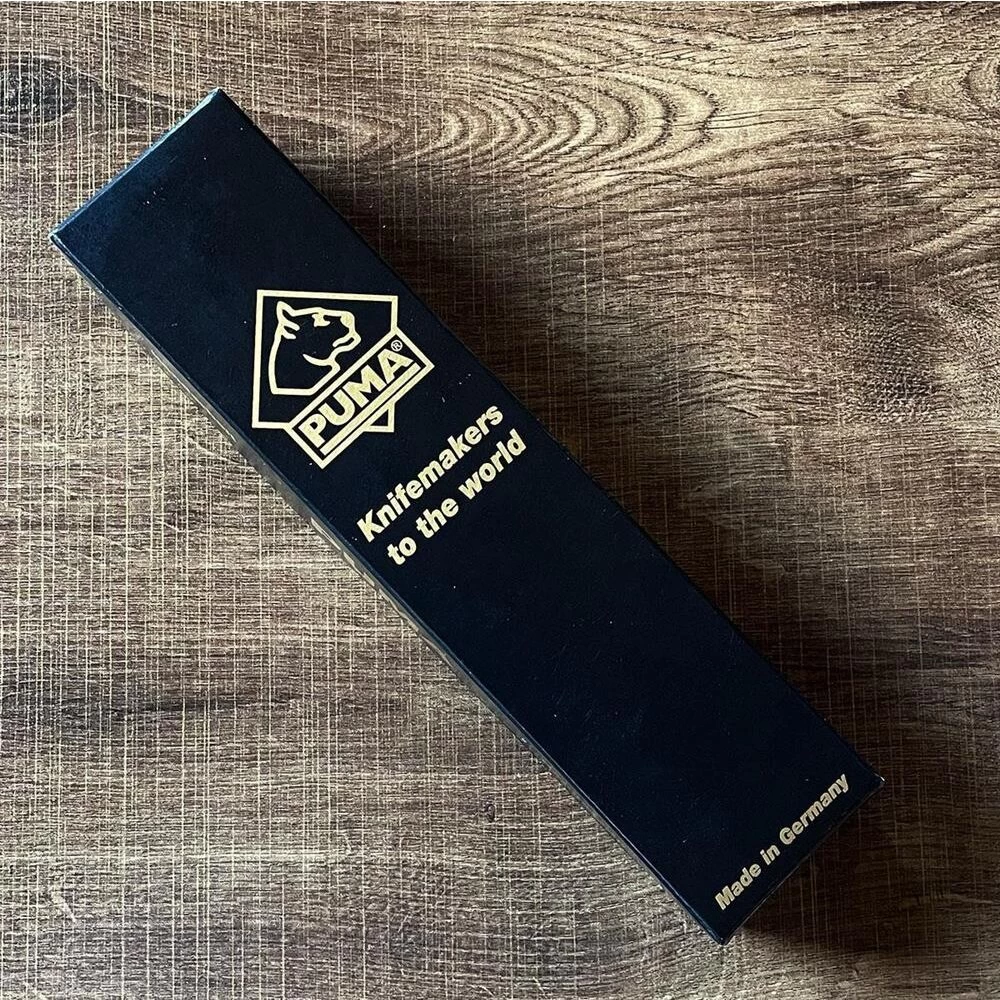 PUMA®
Knifemakers
to the world
Made in Germany